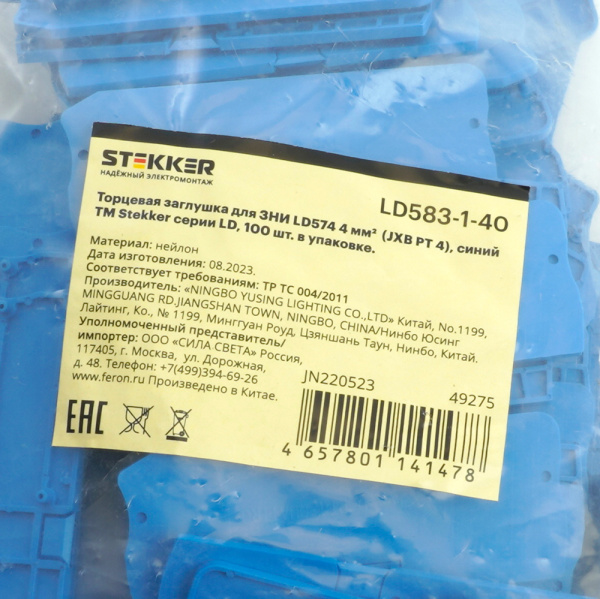 STEKKER
НАДЁЖНЫЙ ЭЛЕКТРОМОНТАЖ
LD583-1-40
Торцевая заглушка для ЗНИ LD574 4 мм² (JXB PT 4), синий
TM Stekker серии LD, 100 шт. в упаковке.
Материал: нейлон
Дата изготовления: 08.2023.
Соответствие требованиям: ТР ТС 004/2011
Производитель: «NINGBO YUSING LIGHTING CO.,LTD» Китай, No.1199,
MINGGUANG RD.JIANGSHAN TOWN, NINGBO, CHINA/Нинбо Юсинг
Лайтинг, Ко., № 1199, Мингуан Роуд, Цзяншань Таун, Нинбо, Китай.
Уполномоченный представитель/
импортер: ООО «СИЛА СВЕТА» Россия,
117405, г. Москва, ул. Дорожная,
д. 48. Телефон: +7(499)394-69-26
www.feron.ru Произведено в Китае.
JN220523
49275
EAC
4 657801 141478